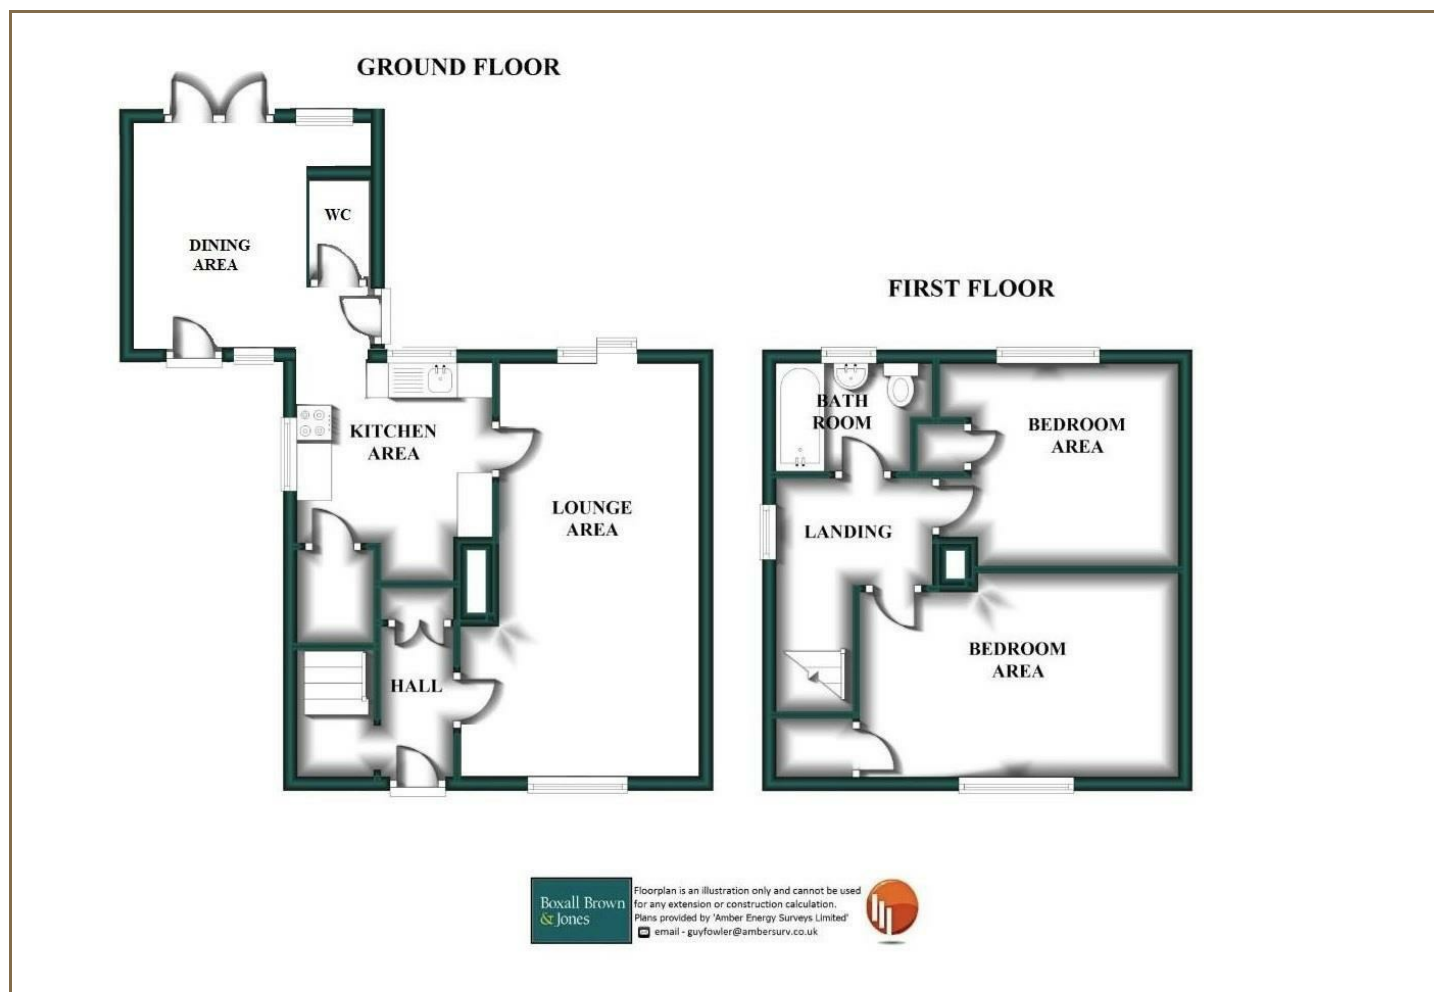 GROUND FLOOR
WC
DINING
AREA
FIRST FLOOR
KITCHEN
AREA
LOUNGE
AREA
HALL
BATH
ROOM
BEDROOM
AREA
LANDING
BEDROOM
AREA
Boxall Brown
& Jones
Floorplan is an illustration only and cannot be used
for any extension or construction calculation.
Plans provided by 'Amber Energy Surveys Limited'
email - guyfowler@ambersurv.co.uk